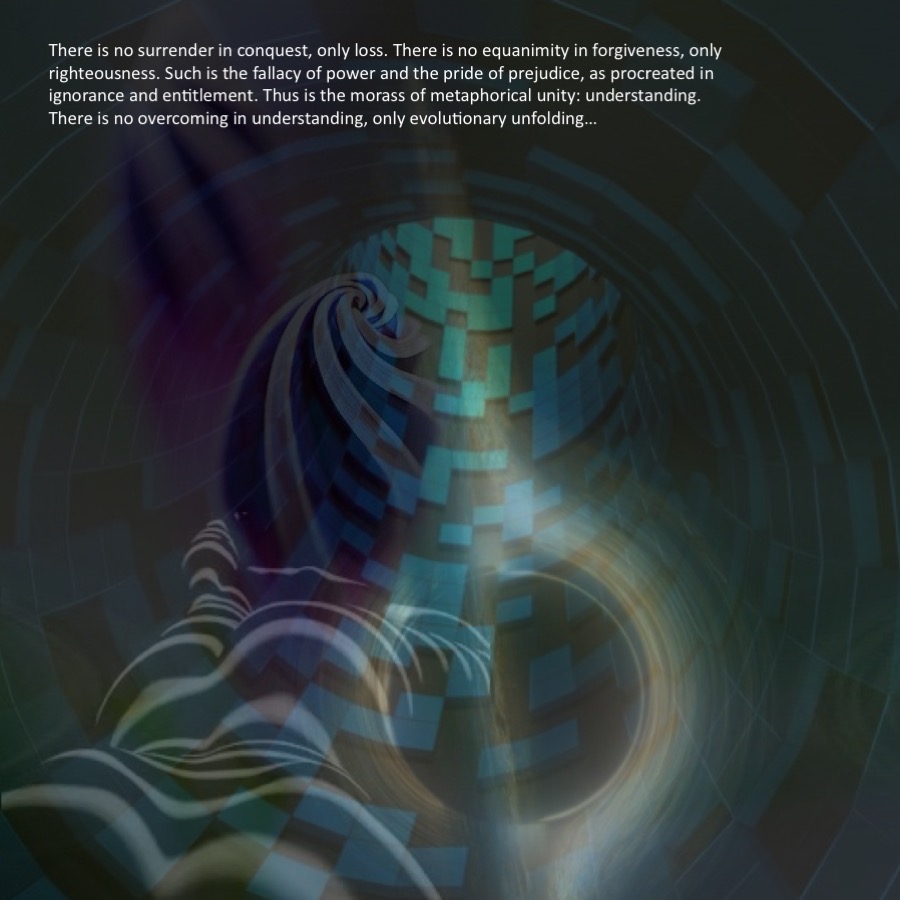 There is no surrender in conquest, only loss. There is no equanimity in forgiveness, only
righteousness. Such is the fallacy of power and the pride of prejudice, as procreated in
ignorance and entitlement. Thus is the morass of metaphorical unity: understanding.
There is no overcoming in understanding, only evolutionary unfolding...